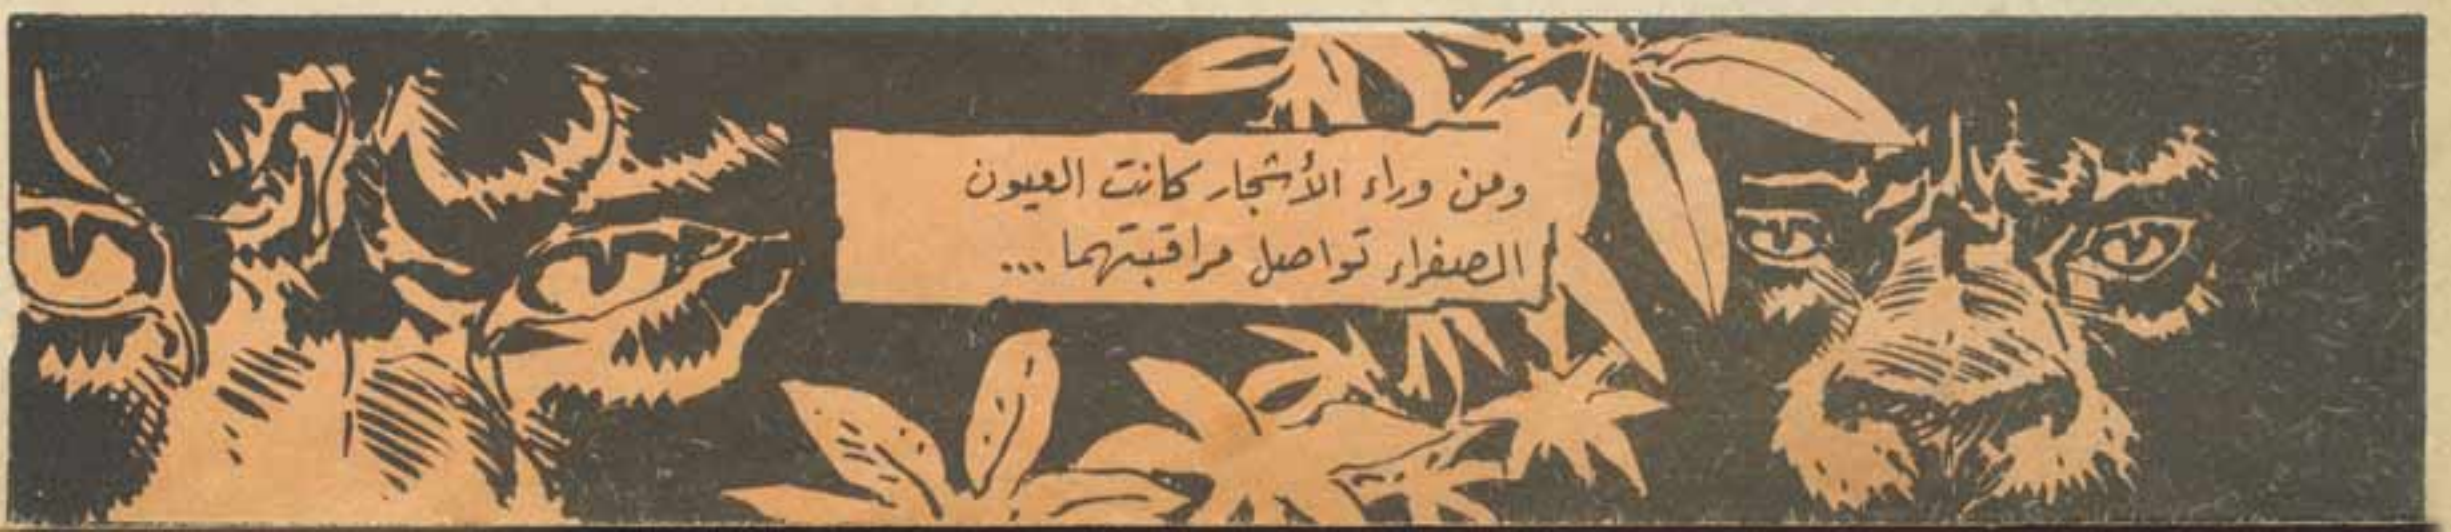 ومن وراء الأشجار كانت العيون
الصفراء تواصل مراقبتهما ...